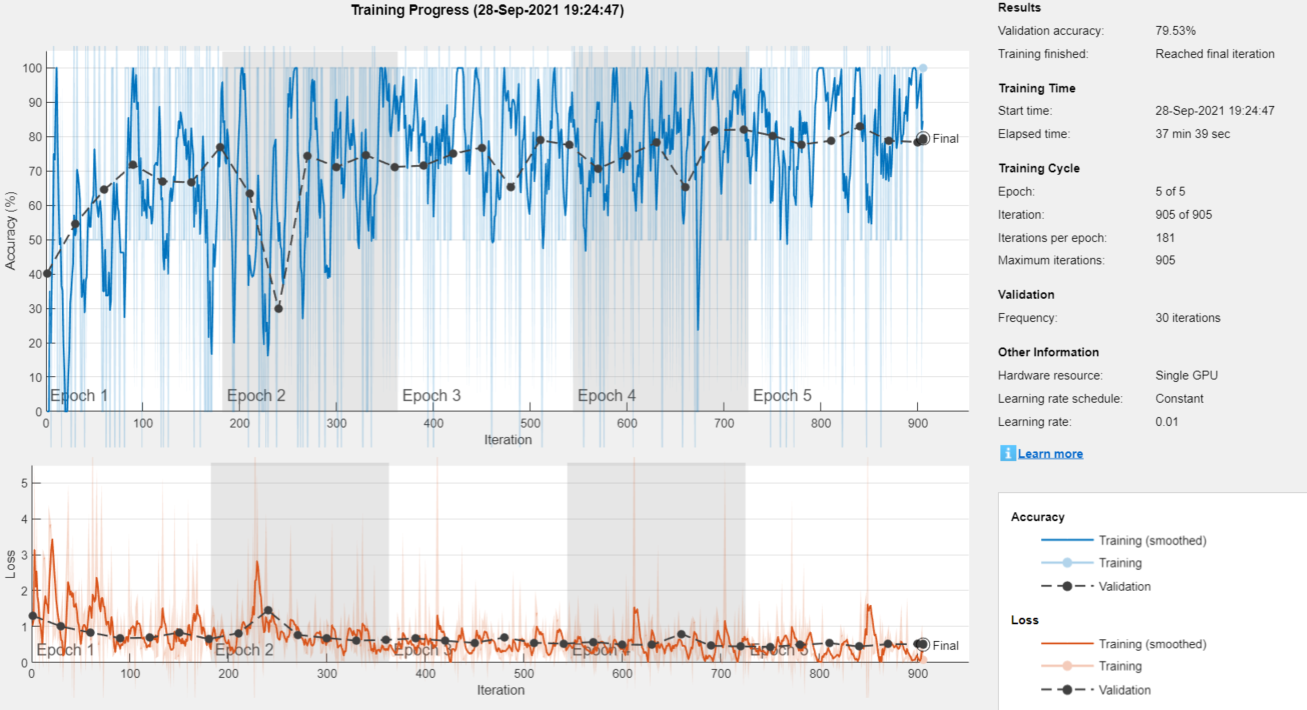 Training Progress (28-Sep-2021 19:24:47)
100
90
80
70
60
50
40
30
20
10
0
Accuracy (%)
Final
Epoch 1
Epoch 2
Epoch 3
Epoch 4
Epoch 5
100
200
300
400
500
600
700
800
900
Iteration
5
4
3
2
1
0
Loss
Final
Epoch 1
Epoch 2
Epoch 3
Epoch 4
Epoch 5
0
100
200
300
400
500
600
700
800
900
Iteration
Results
Validation accuracy: 79.53%
Training finished: Reached final iteration
Training Time
Start time: 28-Sep-2021 19:24:47
Elapsed time: 37 min 39 sec
Training Cycle
Epoch: 5 of 5
Iteration: 905 of 905
Iterations per epoch: 181
Maximum iterations: 905
Validation
Frequency: 30 iterations
Other Information
Hardware resource: Single GPU
Learning rate schedule: Constant
Learning rate: 0.01
i Learn more
Accuracy
Training (smoothed)
Training
Validation
Loss
Training (smoothed)
Training
Validation